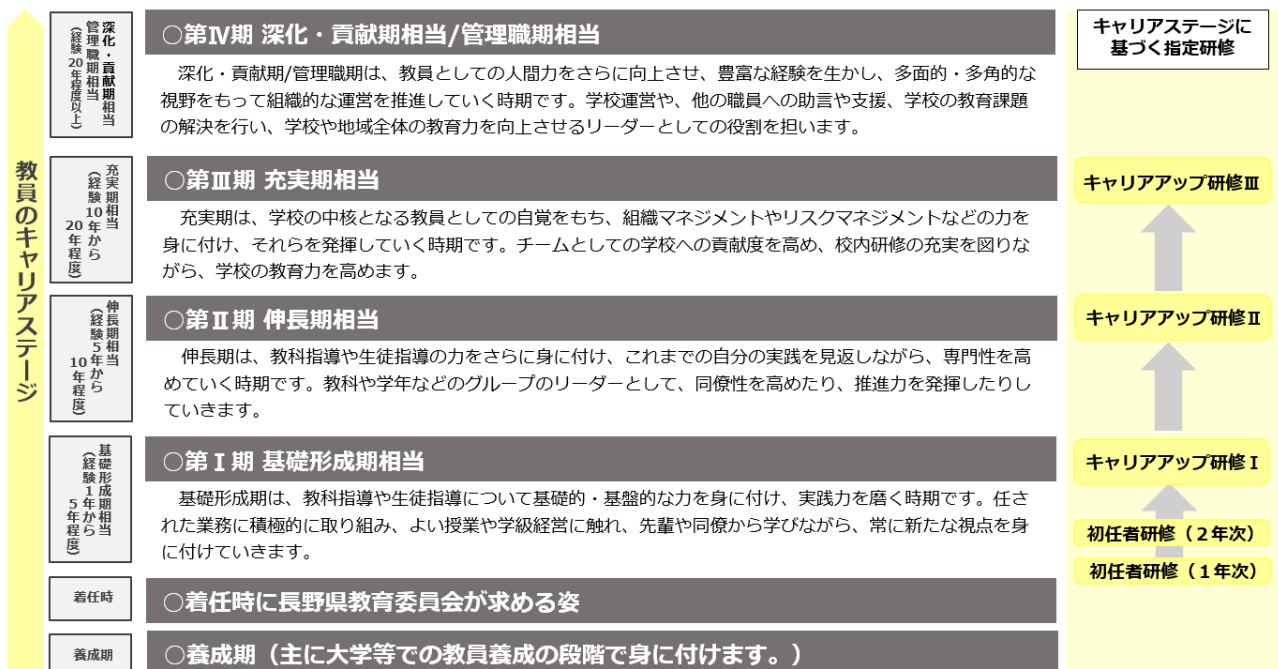 教員のキャリアステージ
深化・貢献期相当
管理職期相当
（経験20年程度以上）
○第Ⅳ期 深化・貢献期相当/管理職期相当
深化・貢献期/管理職期は、教員としての人間力をさらに向上させ、豊富な経験を生かし、多面的・多角的な
視野をもって組織的な運営を推進していく時期です。学校運営や、他の職員への助言や支援、学校の教育課題
の解決を行い、学校や地域全体の教育力を向上させるリーダーとしての役割を担います。
充実期相当
（経験10年から
20年程度）
○第Ⅲ期 充実期相当
充実期は、学校の中核となる教員としての自覚をもち、組織マネジメントやリスクマネジメントなどの力を
身に付け、それらを発揮していく時期です。チームとしての学校への貢献度を高め、校内研修の充実を図りな
がら、学校の教育力を高めます。
伸長期相当
（経験5年から
10年程度）
○第Ⅱ期 伸長期相当
伸長期は、教科指導や生徒指導の力をさらに身に付け、これまでの自分の実践を見返しながら、専門性を高
めていく時期です。教科や学年などのグループのリーダーとして、同僚性を高めたり、推進力を発揮したりし
ていきます。
基礎形成期相当
（経験1年から
5年程度）
○第Ⅰ期 基礎形成期相当
基礎形成期は、教科指導や生徒指導について基礎的・基盤的な力を身に付け、実践力を磨く時期です。任さ
れた業務に積極的に取り組み、よい授業や学級経営に触れ、先輩や同僚から学びながら、常に新たな視点を身
に付けていきます。
着任時
○着任時に長野県教育委員会が求める姿
養成期
○養成期（主に大学等での教員養成の段階で身に付けます。）
キャリアステージに
基づく指定研修
キャリアアップ研修Ⅲ
キャリアアップ研修Ⅱ
キャリアアップ研修Ⅰ
初任者研修（２年次）
初任者研修（１年次）